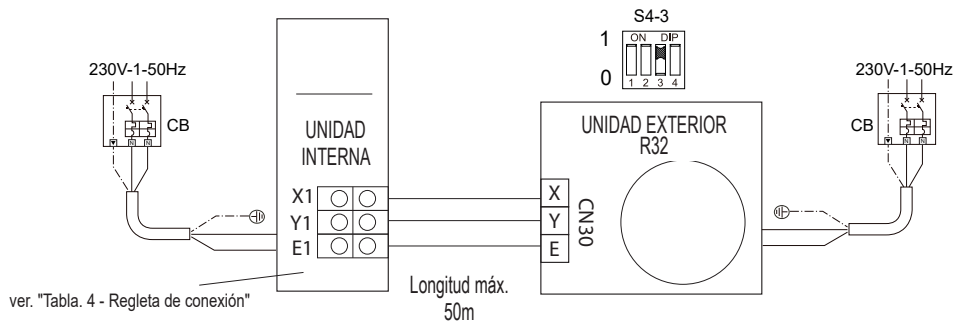 S4-3
1
ON DIP
0
1 2 3 4
230V-1-50Hz
CB
N N
UNIDAD
INTERNA
X1
Y1
E1
UNIDAD EXTERIOR
R32
X
Y
E
CN30
230V-1-50Hz
CB
N N
Longitud máx.
50m
ver. "Tabla. 4 - Regleta de conexión"